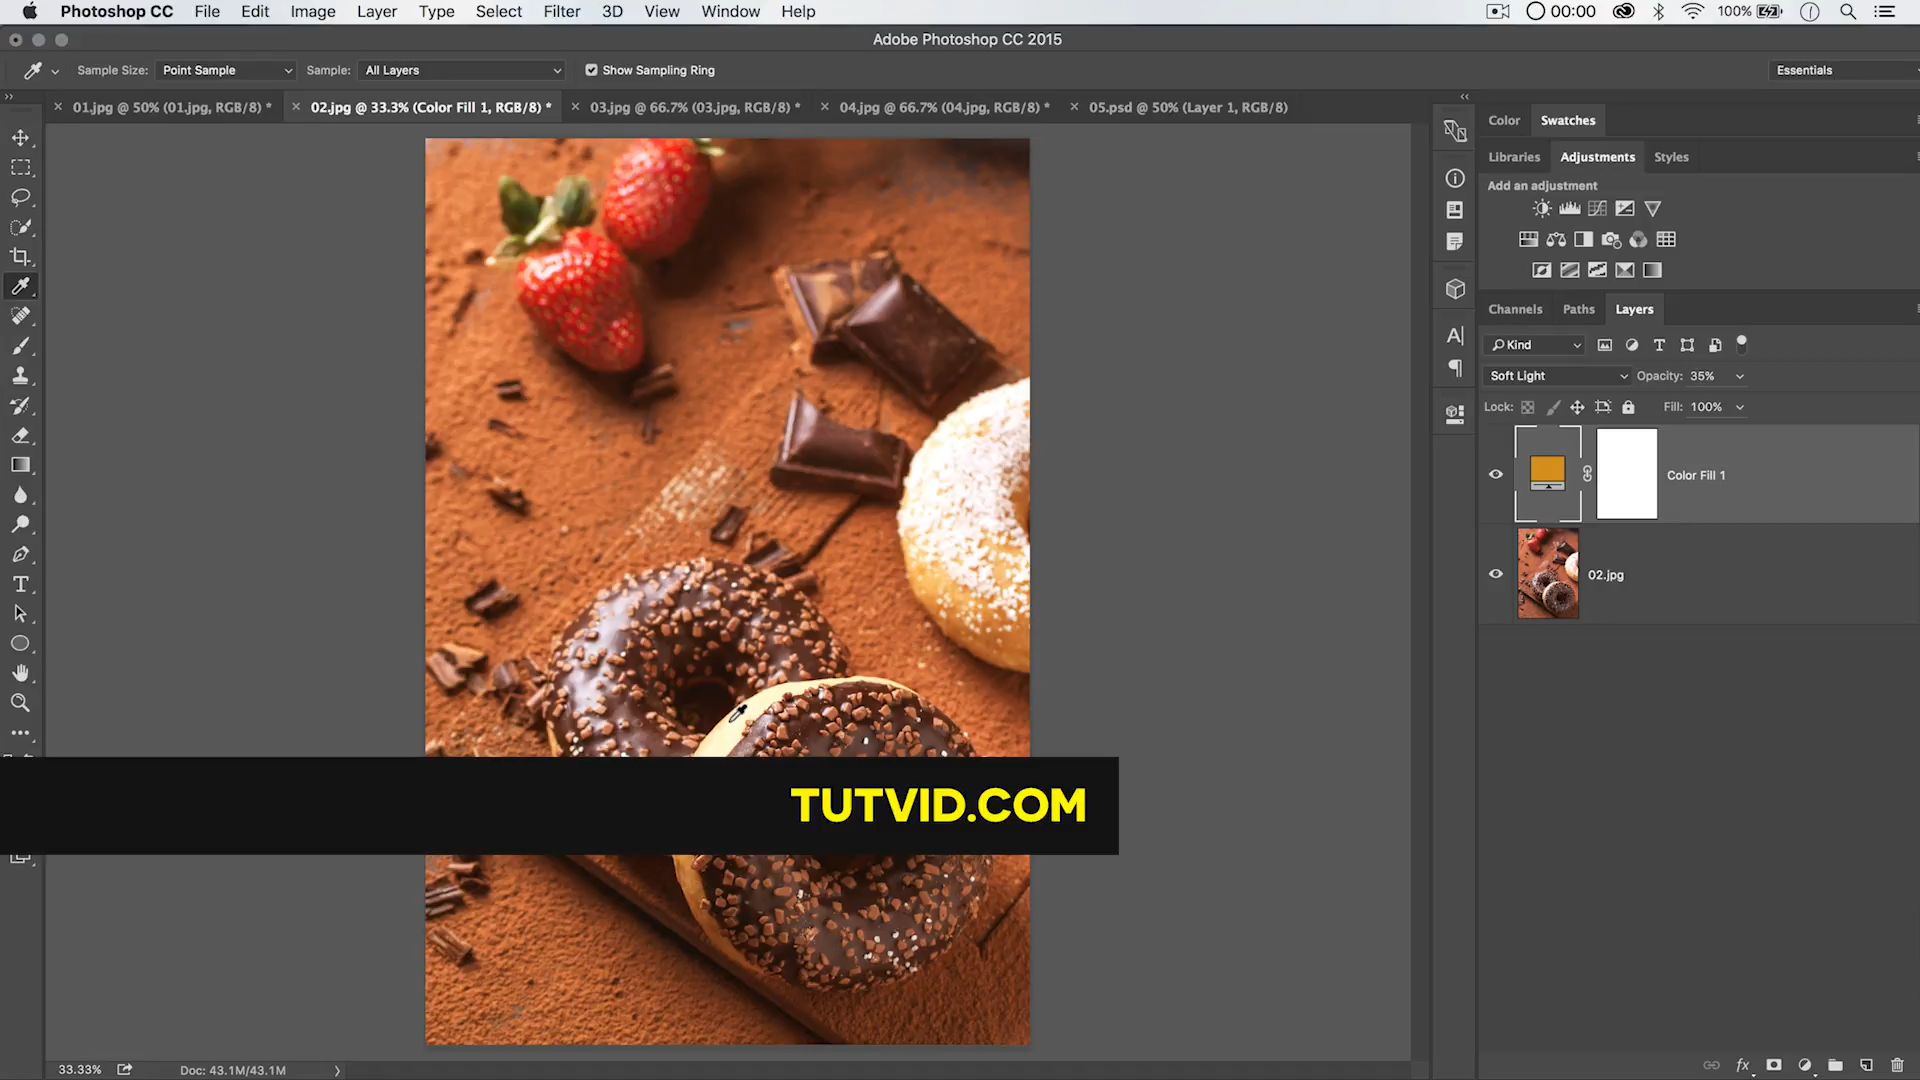 Photoshop CC File Edit Image Layer Type Select Filter 3D View Window Help 00:00 100%
Adobe Photoshop CC 2015
Sample Size: Point Sample Sample: All Layers Show Sampling Ring Essentials
01.jpg @ 50% (01.jpg, RGB/8) * 02.jpg @ 33.3% (Color Fill 1, RGB/8) * 03.jpg @ 66.7% (03.jpg, RGB/8) * 04.jpg @ 66.7% (04.jpg, RGB/8) * 05.psd @ 50% (Layer 1, RGB/8)
Color Swatches
Libraries Adjustments Styles
Add an adjustment
Channels Paths Layers
Kind
Soft Light Opacity: 35%
Lock: Fill: 100%
Color Fill 1
02.jpg
TUTVID.COM
33.33% Doc: 43.1M/43.1M